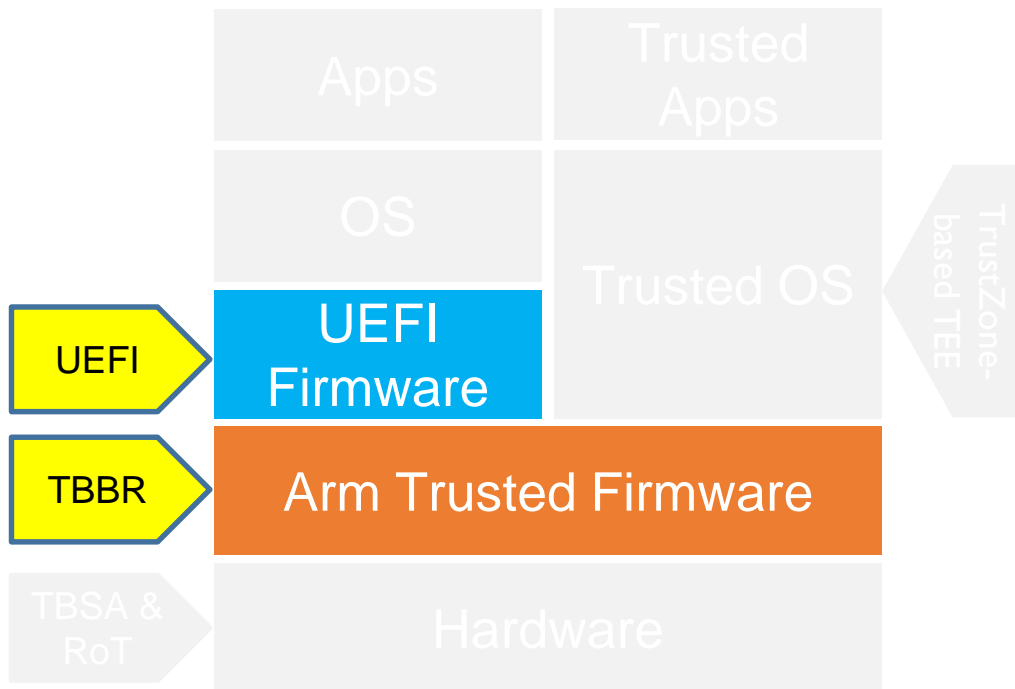 Apps
Trusted
Apps
OS
Trusted OS
TrustZone-
based TEE
UEFI
UEFI
Firmware
TBBR
Arm Trusted Firmware
TBSA &
RoT
Hardware